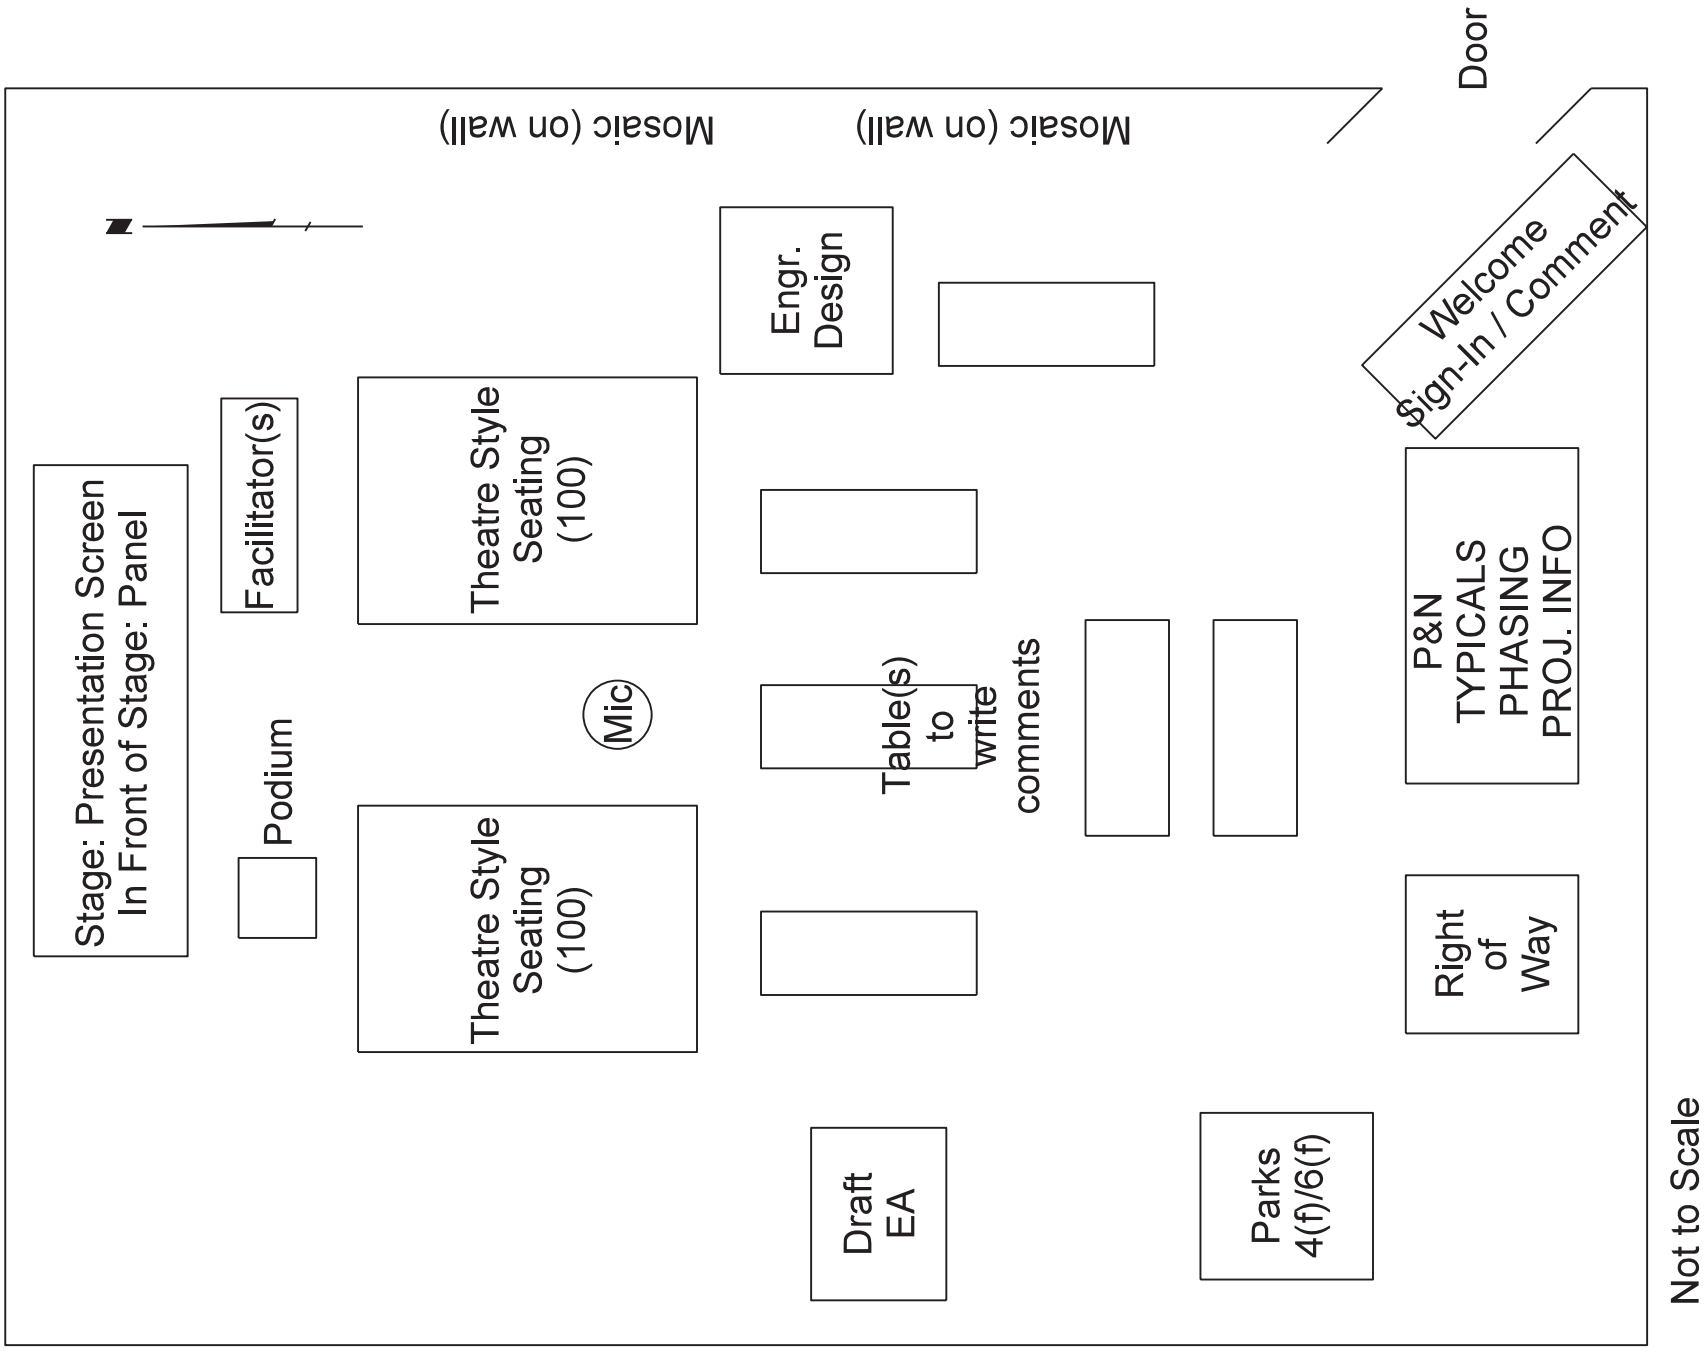 Stage: Presentation Screen
In Front of Stage: Panel
Podium
Facilitator(s)
Theatre Style
Seating
(100)
Mic
Theatre Style
Seating
(100)
Mosaic (on wall)
Mosaic (on wall)
Engr.
Design
Table(s)
to
write
comments
Draft
EA
Parks
4(f)/6(f)
Right
of
Way
P&N
TYPICALS
PHASING
PROJ. INFO
Welcome
Sign-In / Comment
Door
Not to Scale
N